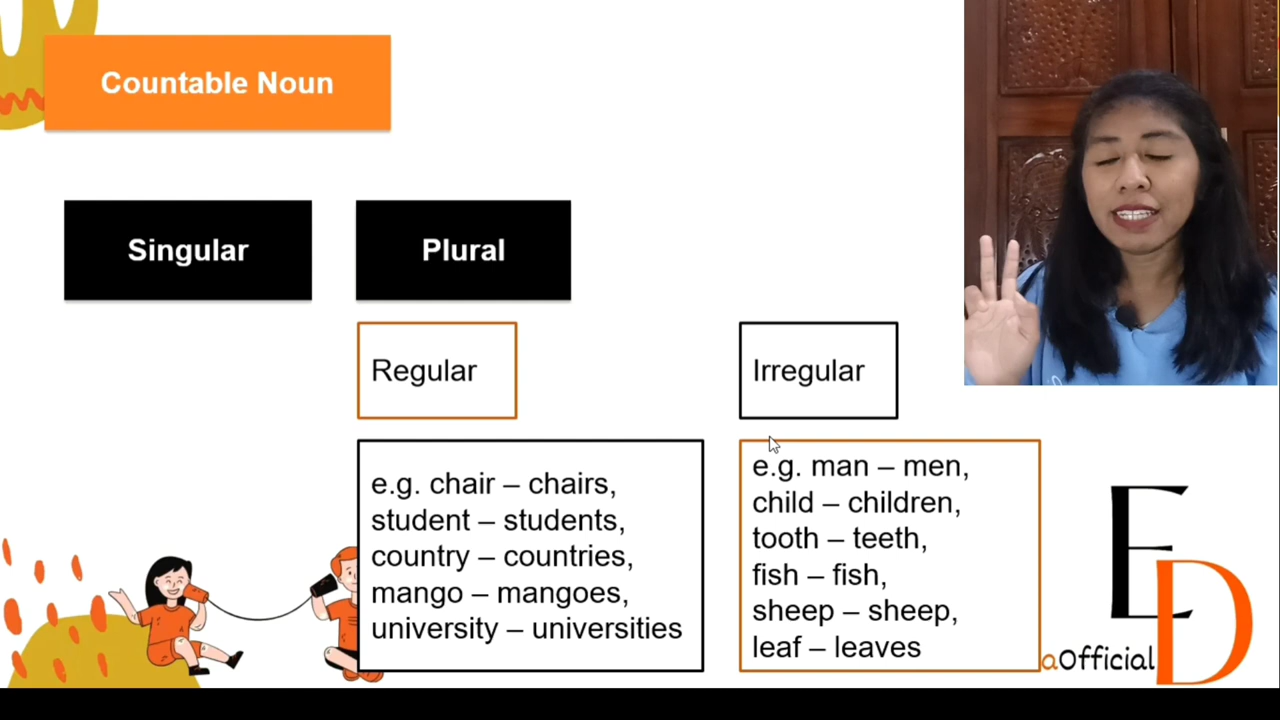 Countable Noun
Singular
Plural
Regular
Irregular
e.g. chair – chairs,
student – students,
country – countries,
mango – mangoes,
university – universities
e.g. man – men,
child – children,
tooth – teeth,
fish – fish,
sheep – sheep,
leaf – leaves
ED
aOfficial